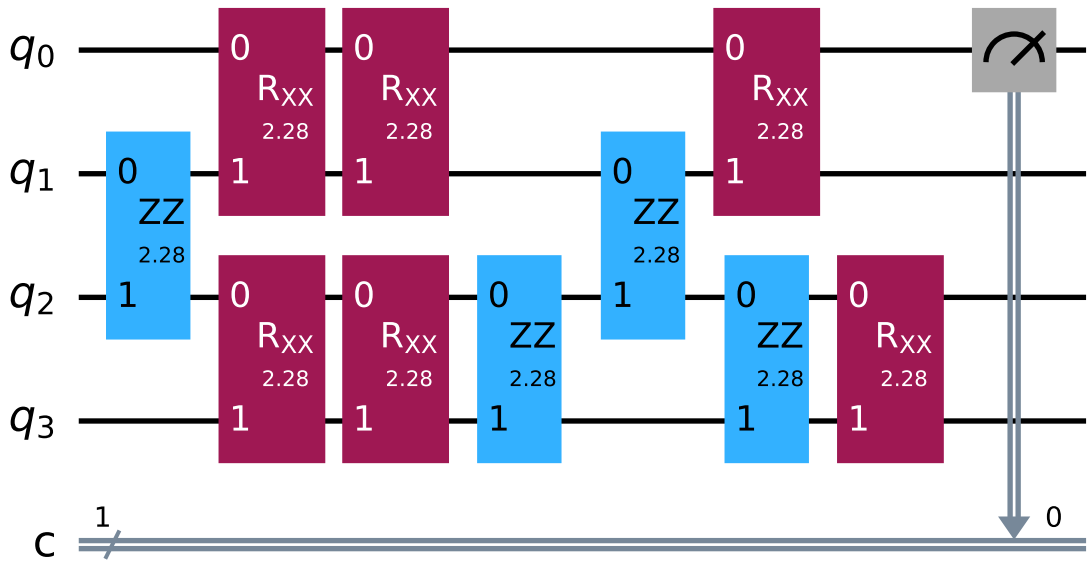 q0 0 0 0
RXX RXX RXX
2.28 2.28 2.28
q1 0 1 1 0 1
ZZ ZZ
2.28 2.28
q2 1 0 0 0 1 0 0
RXX RXX ZZ ZZ RXX
2.28 2.28 2.28 2.28 2.28
q3 1 1 1 1 1
1 0
c